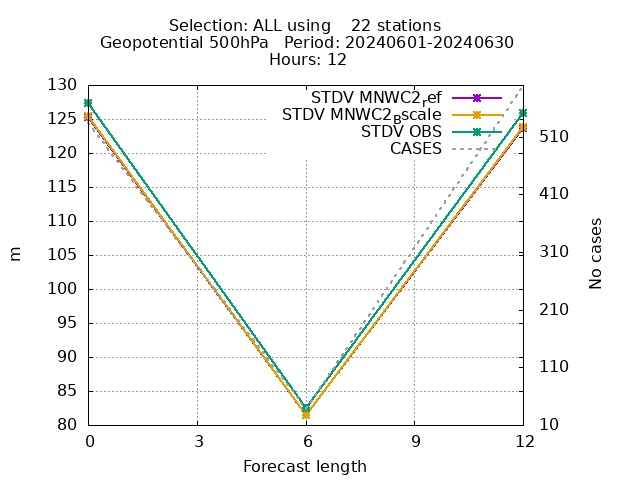 Selection: ALL using    22 stations
Geopotential 500hPa   Period: 20240601-20240630
Hours: 12
STDV MNWC2_ref
STDV MNWC2_Bscale
STDV OBS
CASES
130
125
120
115
110
105
100
95
90
85
80
m
510
410
310
210
110
10
No cases
0 3 6 9 12
Forecast length